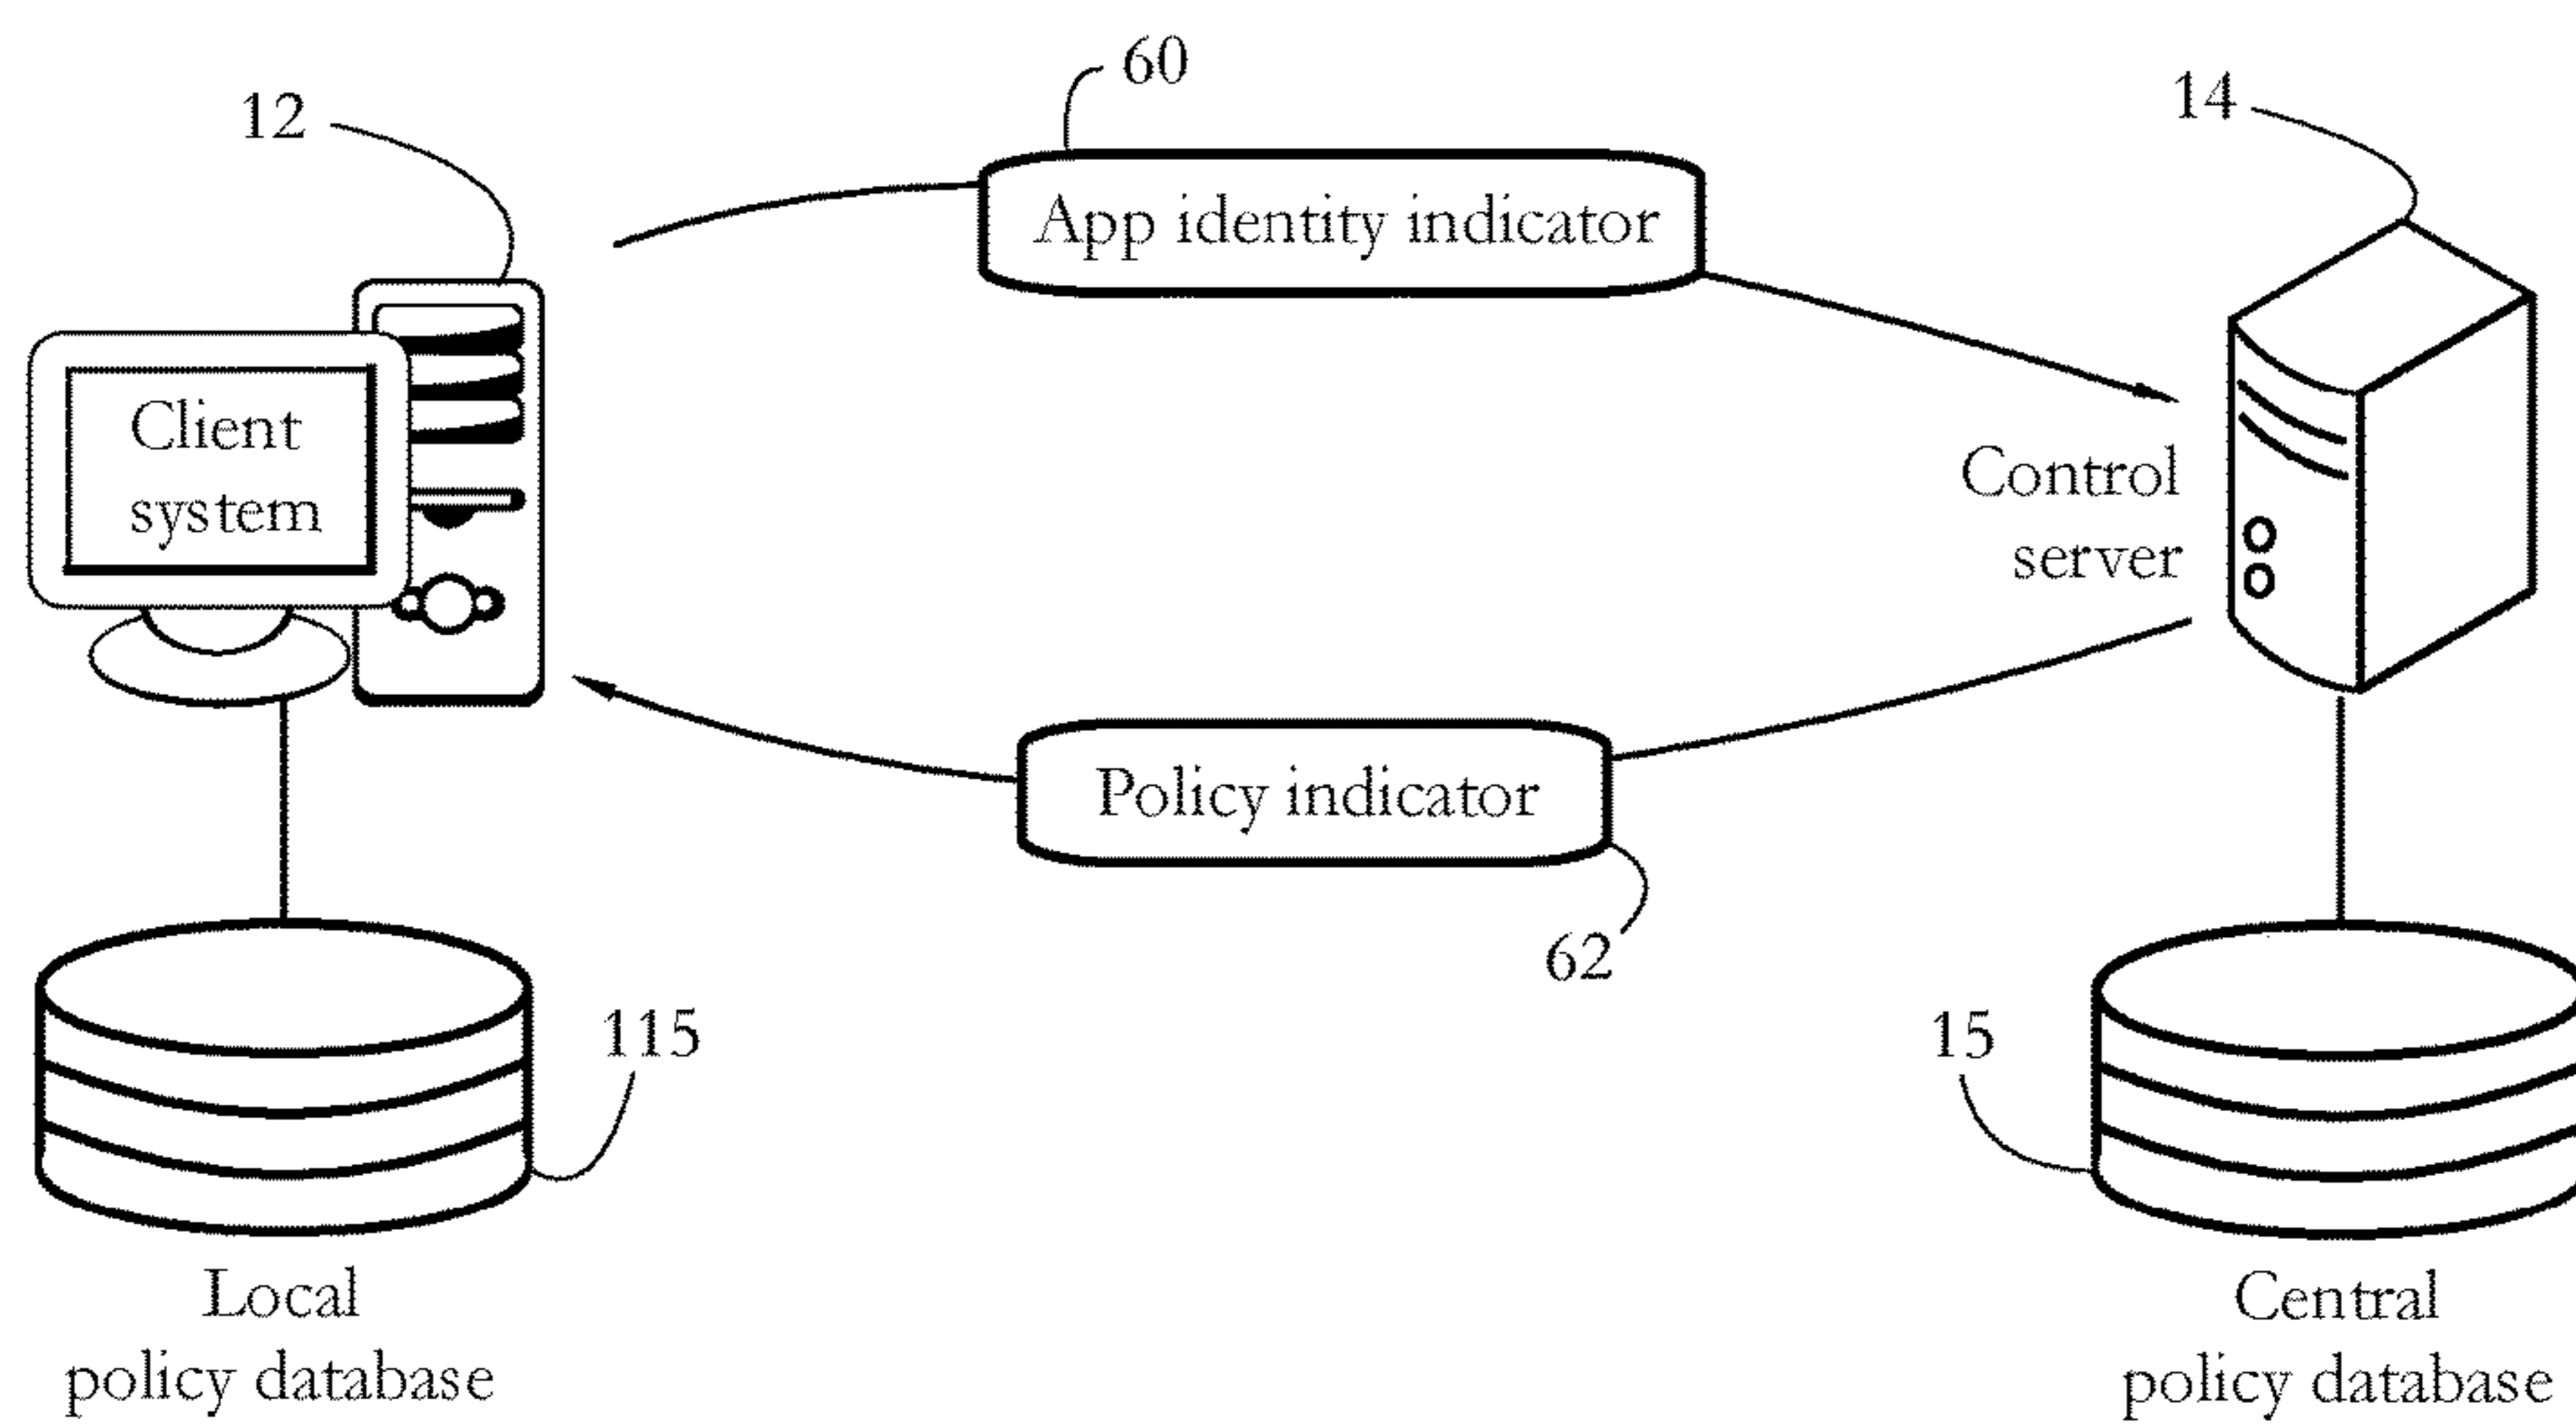 60
12
14
App identity indicator
Client
system
Control
server
Policy indicator
62
115
15
Local
policy database
Central
policy database